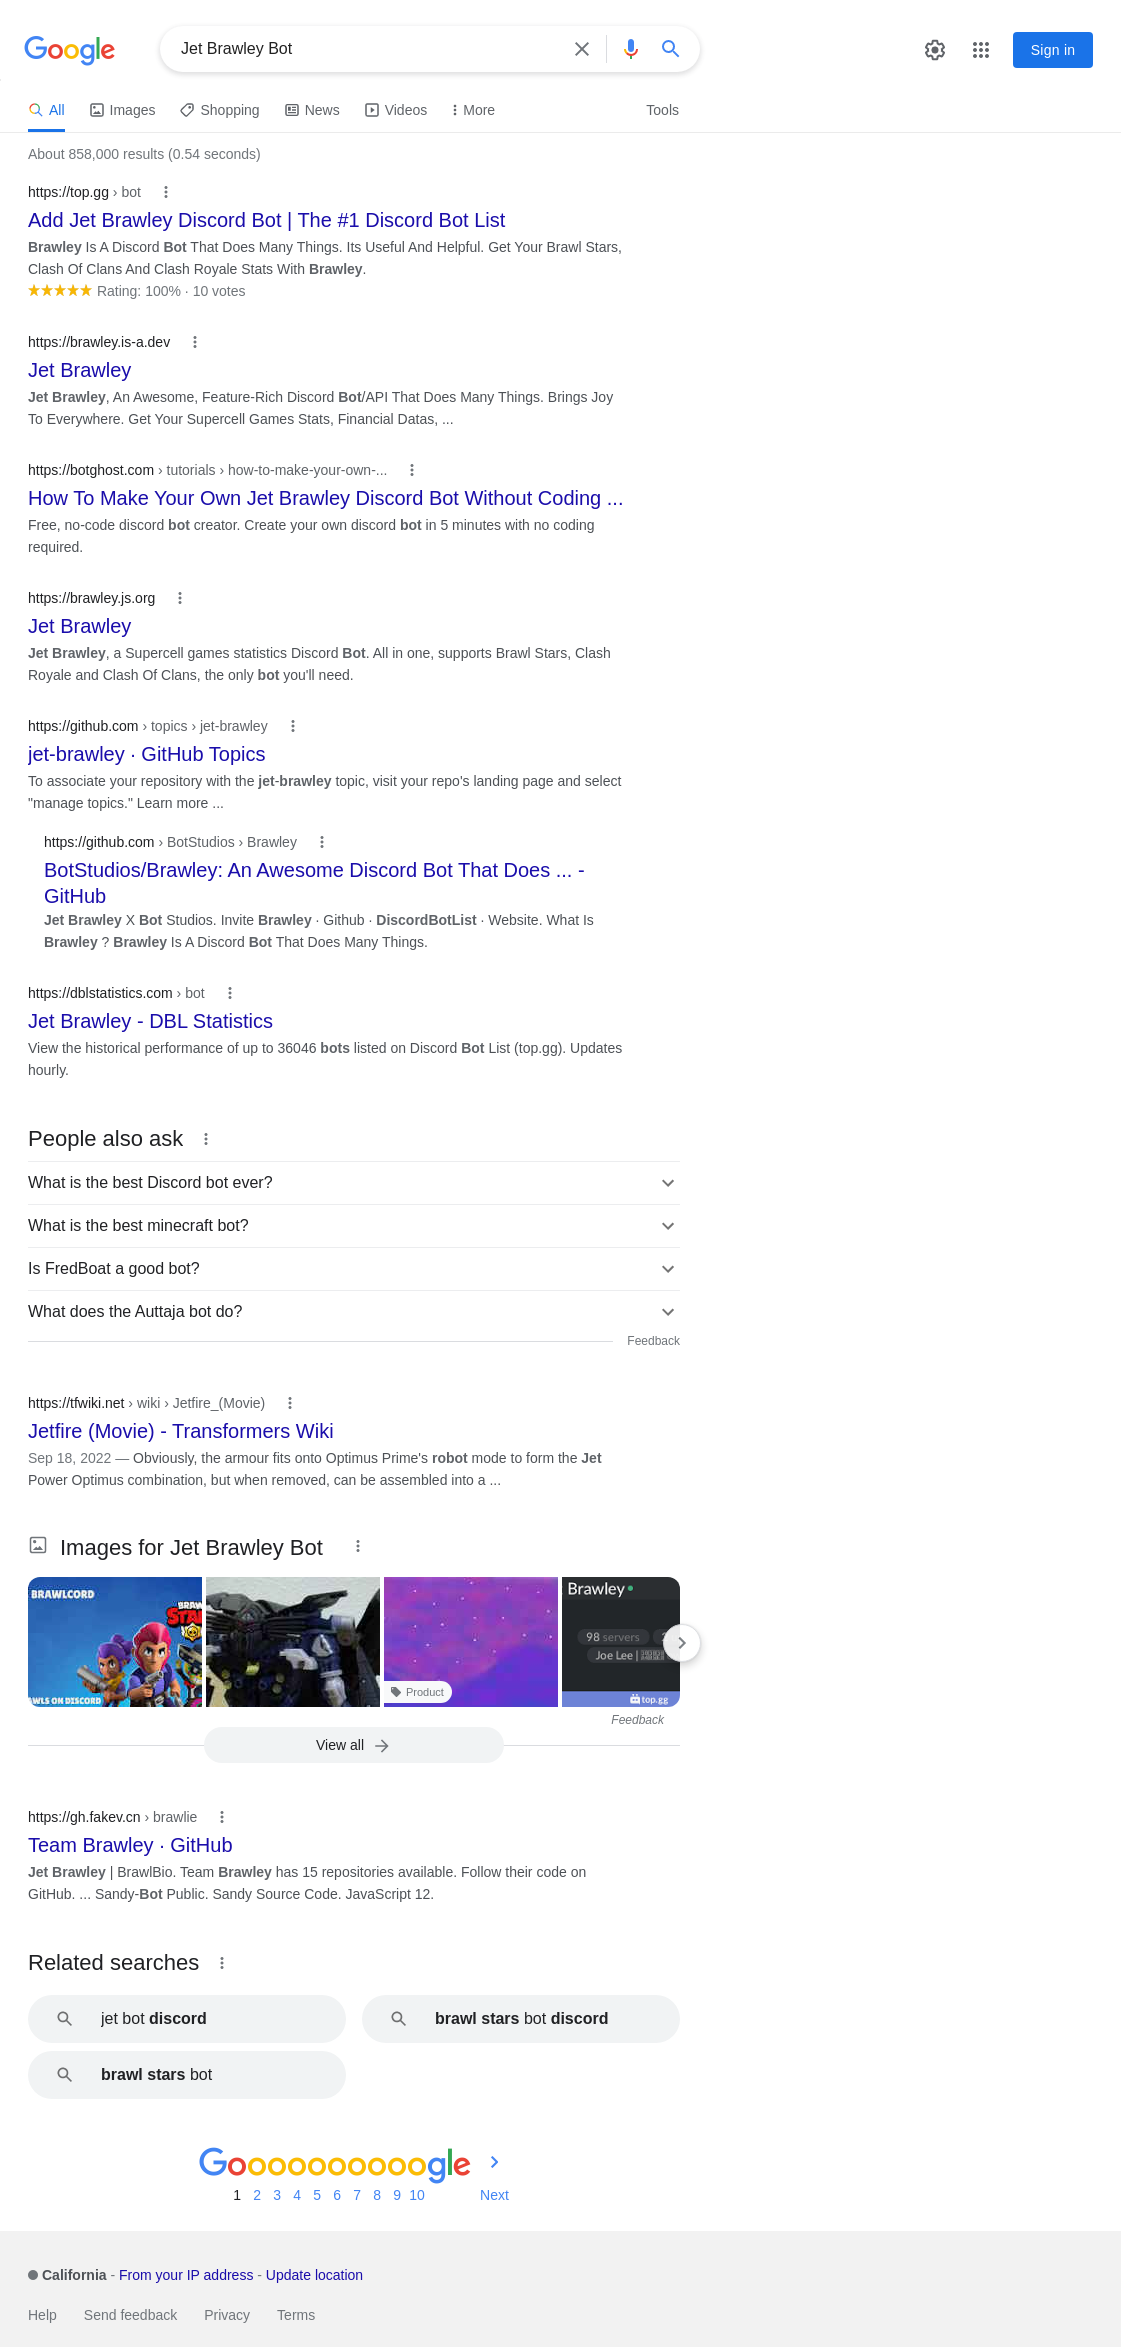 Google
Jet Brawley Bot
Sign in
All
Images
Shopping
News
Videos
More
Tools
About 858,000 results (0.54 seconds)
https://top.gg › bot
Add Jet Brawley Discord Bot | The #1 Discord Bot List
Brawley Is A Discord Bot That Does Many Things. Its Useful And Helpful. Get Your Brawl Stars,
Clash Of Clans And Clash Royale Stats With Brawley.
Rating: 100% · 10 votes
https://brawley.is-a.dev
Jet Brawley
Jet Brawley, An Awesome, Feature-Rich Discord Bot/API That Does Many Things. Brings Joy
To Everywhere. Get Your Supercell Games Stats, Financial Datas, ...
https://botghost.com › tutorials › how-to-make-your-own-...
How To Make Your Own Jet Brawley Discord Bot Without Coding ...
Free, no-code discord bot creator. Create your own discord bot in 5 minutes with no coding
required.
https://brawley.js.org
Jet Brawley
Jet Brawley, a Supercell games statistics Discord Bot. All in one, supports Brawl Stars, Clash
Royale and Clash Of Clans, the only bot you'll need.
https://github.com › topics › jet-brawley
jet-brawley · GitHub Topics
To associate your repository with the jet-brawley topic, visit your repo's landing page and select
"manage topics." Learn more ...
https://github.com › BotStudios › Brawley
BotStudios/Brawley: An Awesome Discord Bot That Does ... -
GitHub
Jet Brawley X Bot Studios. Invite Brawley · Github · DiscordBotList · Website. What Is
Brawley ? Brawley Is A Discord Bot That Does Many Things.
https://dblstatistics.com › bot
Jet Brawley - DBL Statistics
View the historical performance of up to 36046 bots listed on Discord Bot List (top.gg). Updates
hourly.
People also ask
What is the best Discord bot ever?
What is the best minecraft bot?
Is FredBoat a good bot?
What does the Auttaja bot do?
Feedback
https://tfwiki.net › wiki › Jetfire_(Movie)
Jetfire (Movie) - Transformers Wiki
Sep 18, 2022 — Obviously, the armour fits onto Optimus Prime's robot mode to form the Jet
Power Optimus combination, but when removed, can be assembled into a ...
Images for Jet Brawley Bot
BRAWLCORD
BRAWL
STAR
AWLS ON DISCORD
Product
Brawley
98 servers
Joe Lee |
top.gg
Feedback
View all
https://gh.fakev.cn › brawlie
Team Brawley · GitHub
Jet Brawley | BrawlBio. Team Brawley has 15 repositories available. Follow their code on
GitHub. ... Sandy-Bot Public. Sandy Source Code. JavaScript 12.
Related searches
jet bot discord
brawl stars bot discord
brawl stars bot
Goooooooooogle
1 2 3 4 5 6 7 8 9 10 Next
California - From your IP address - Update location
Help Send feedback Privacy Terms